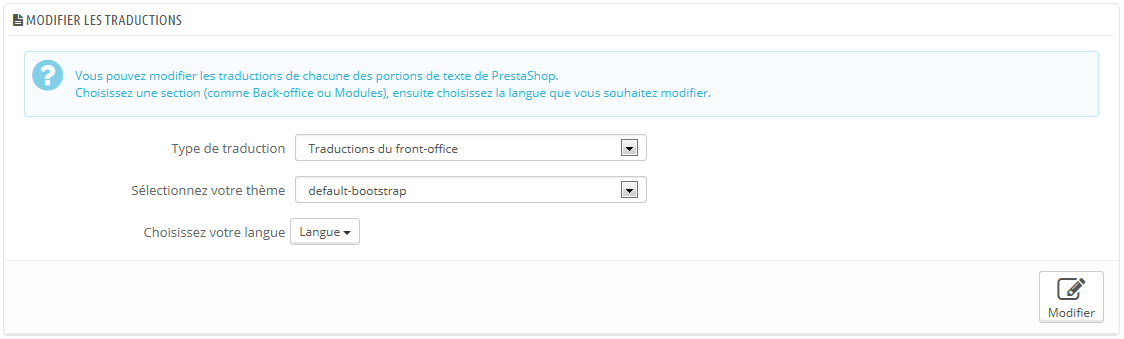 MODIFIER LES TRADUCTIONS
Vous pouvez modifier les traductions de chacune des portions de texte de PrestaShop.
Choisissez une section (comme Back-office ou Modules), ensuite choisissez la langue que vous souhaitez modifier.
Type de traduction Traductions du front-office
Sélectionnez votre thème default-bootstrap
Choisissez votre langue Langue
Modifier